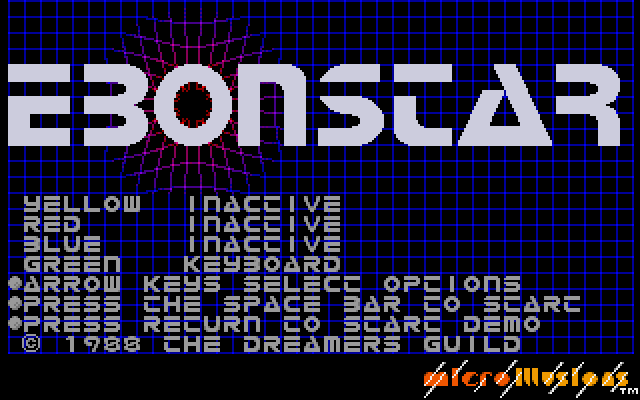 EBONSTAR
YELLOW INACTIVE
RED INACTIVE
BLUE INACTIVE
GREEN KEYBOARD
ARROW KEYS SELECT OPTIONS
PRESS THE SPACE BAR TO START
PRESS RETURN TO START DEMO
© 1988 THE DREAMERS GUILD
microIllusions™